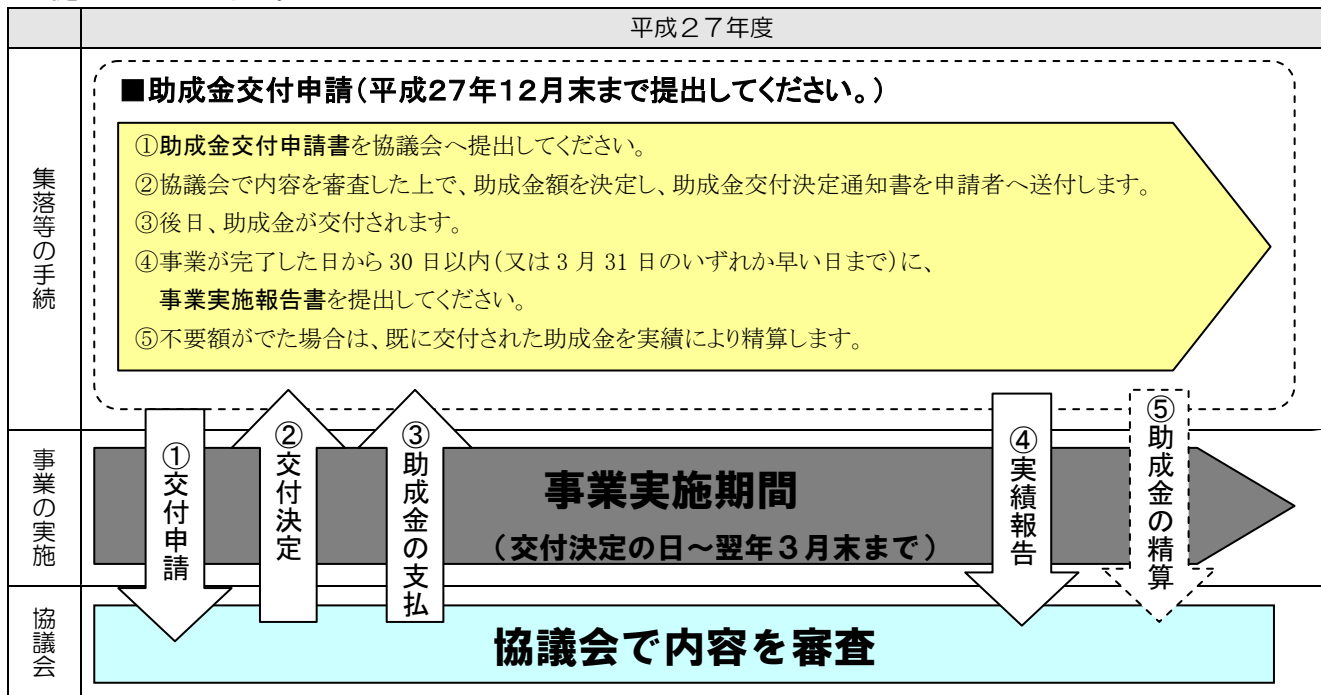 平成２７年度
集落等の手続
■助成金交付申請（平成27年12月末まで提出してください。）
①助成金交付申請書を協議会へ提出してください。
②協議会で内容を審査した上で、助成金額を決定し、助成金交付決定通知書を申請者へ送付します。
③後日、助成金が交付されます。
④事業が完了した日から 30 日以内（又は 3 月 31 日のいずれか早い日まで）に、
事業実施報告書を提出してください。
⑤不要額がでた場合は、既に交付された助成金を実績により精算します。
事業の実施
①交付申請
②交付決定
③助成金の支払
事業実施期間
（交付決定の日～翌年３月末まで）
④実績報告
⑤助成金の精算
協議会
協議会で内容を審査